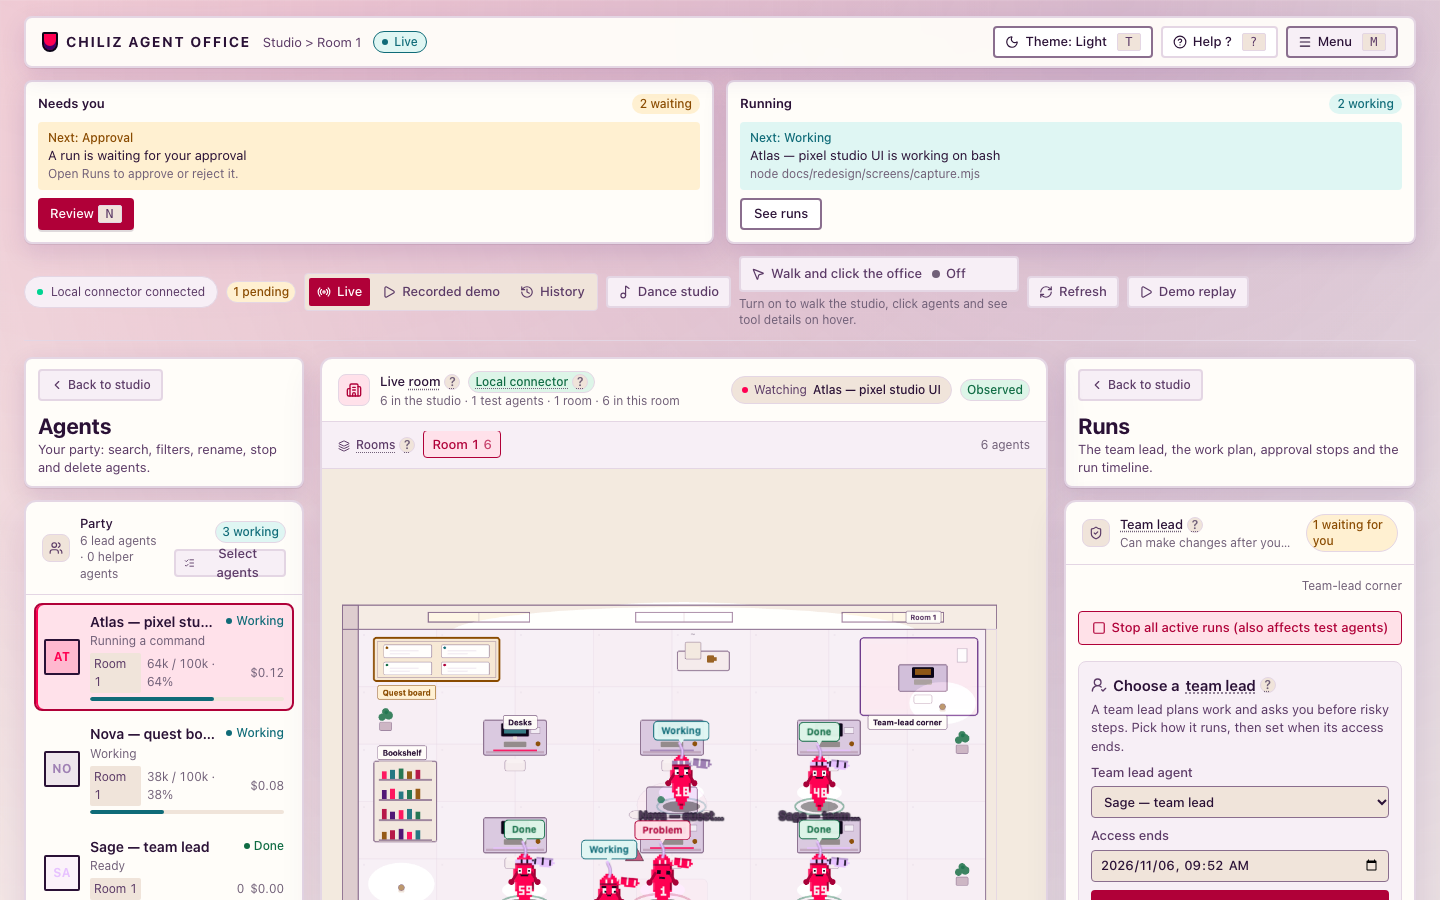 CHILIZ AGENT OFFICE
Studio > Room 1
Live
Theme: Light T
Help ? ?
Menu M
Needs you
2 waiting
Next: Approval
A run is waiting for your approval
Open Runs to approve or reject it.
Review N
Running
2 working
Next: Working
Atlas — pixel studio UI is working on bash
node docs/redesign/screens/capture.mjs
See runs
Local connector connected
1 pending
Live
Recorded demo
History
Dance studio
Walk and click the office
Off
Turn on to walk the studio, click agents and see
tool details on hover.
Refresh
Demo replay
Back to studio
Agents
Your party: search, filters, rename, stop
and delete agents.
Party
6 lead agents
· 0 helper
agents
3 working
Select
agents
AT
Atlas — pixel stu...
Working
Running a command
Room
1
64k / 100k ·
64%
$0.12
NO
Nova — quest bo...
Working
Working
Room
1
38k / 100k ·
38%
$0.08
SA
Sage — team lead
Done
Ready
Room 1
0 $0.00
Live room ?
Local connector ?
6 in the studio · 1 test agents · 1 room · 6 in this room
Watching Atlas — pixel studio UI
Observed
Rooms ?
Room 1 6
6 agents
Room 1
Quest board
Team-lead corner
Desks
Bookshelf
Working
Done
18
48
Done
Problem
Done
Working
59
1
69
Back to studio
Runs
The team lead, the work plan, approval stops and the
run timeline.
Team lead ?
Can make changes after you...
1 waiting for
you
Team-lead corner
Stop all active runs (also affects test agents)
Choose a team lead ?
A team lead plans work and asks you before risky
steps. Pick how it runs, then set when its access
ends.
Team lead agent
Sage — team lead
Access ends
2026/11/06, 09:52 AM